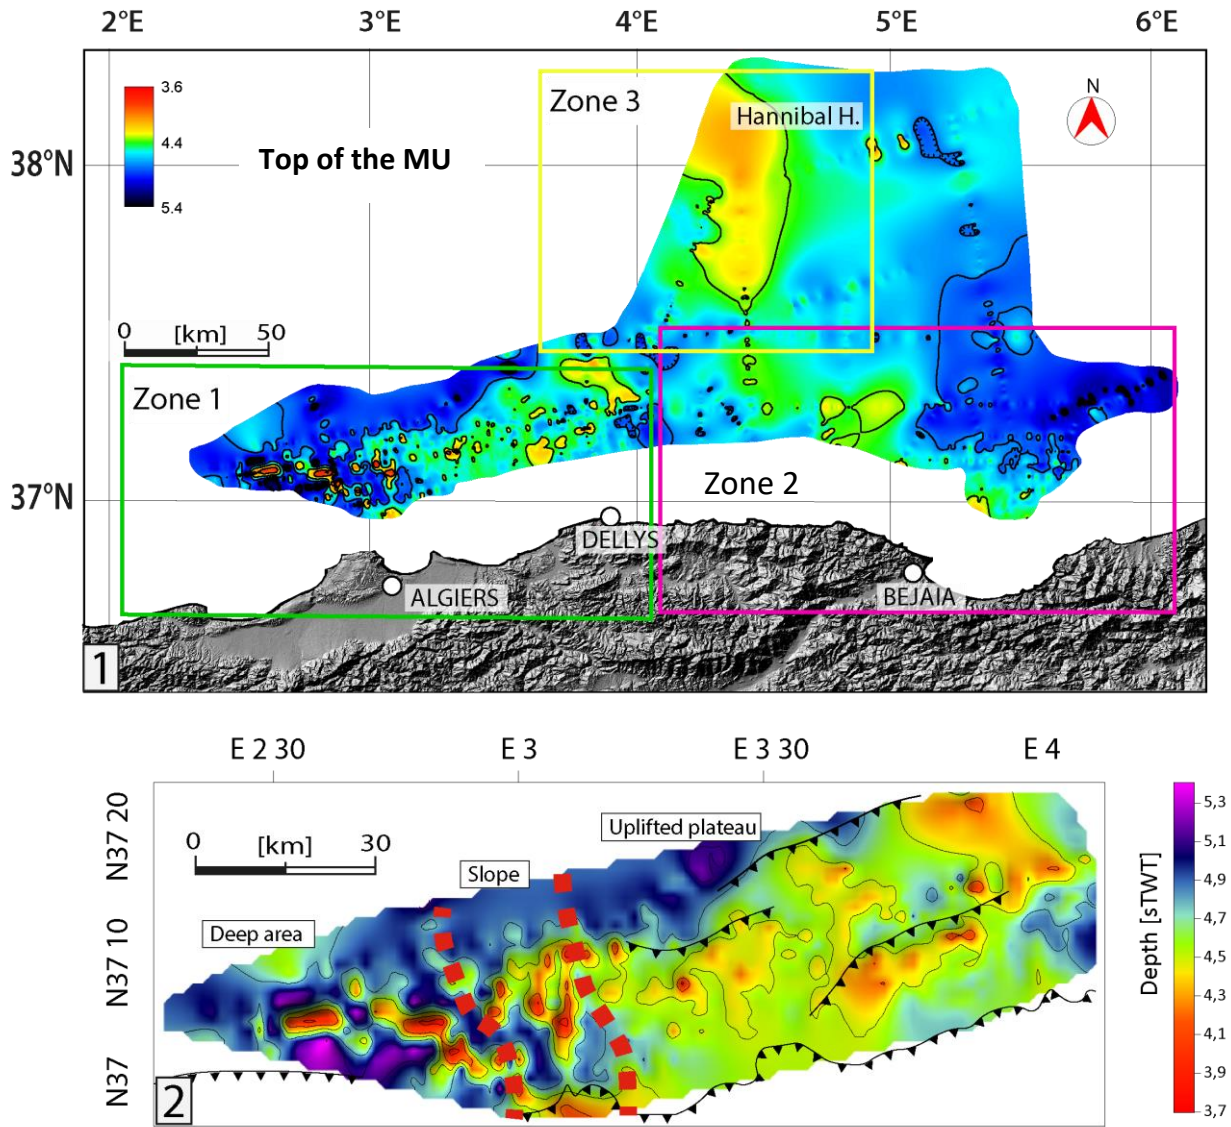 2°E 3°E 4°E 5°E 6°E
3.6
4.4
5.4
Top of the MU
Zone 3
Hannibal H.
N
38°N
0 [km] 50
Zone 1
Zone 2
37°N
DELLYS
ALGIERS
BEJAIA
1
E 2 30 E 3 E 3 30 E 4
N37 20
N37 10
N37
0 [km] 30
Uplifted plateau
Slope
Deep area
2
Depth [sTWT]
5,3
5,1
4,9
4,7
4,5
4,3
4,1
3,9
3,7